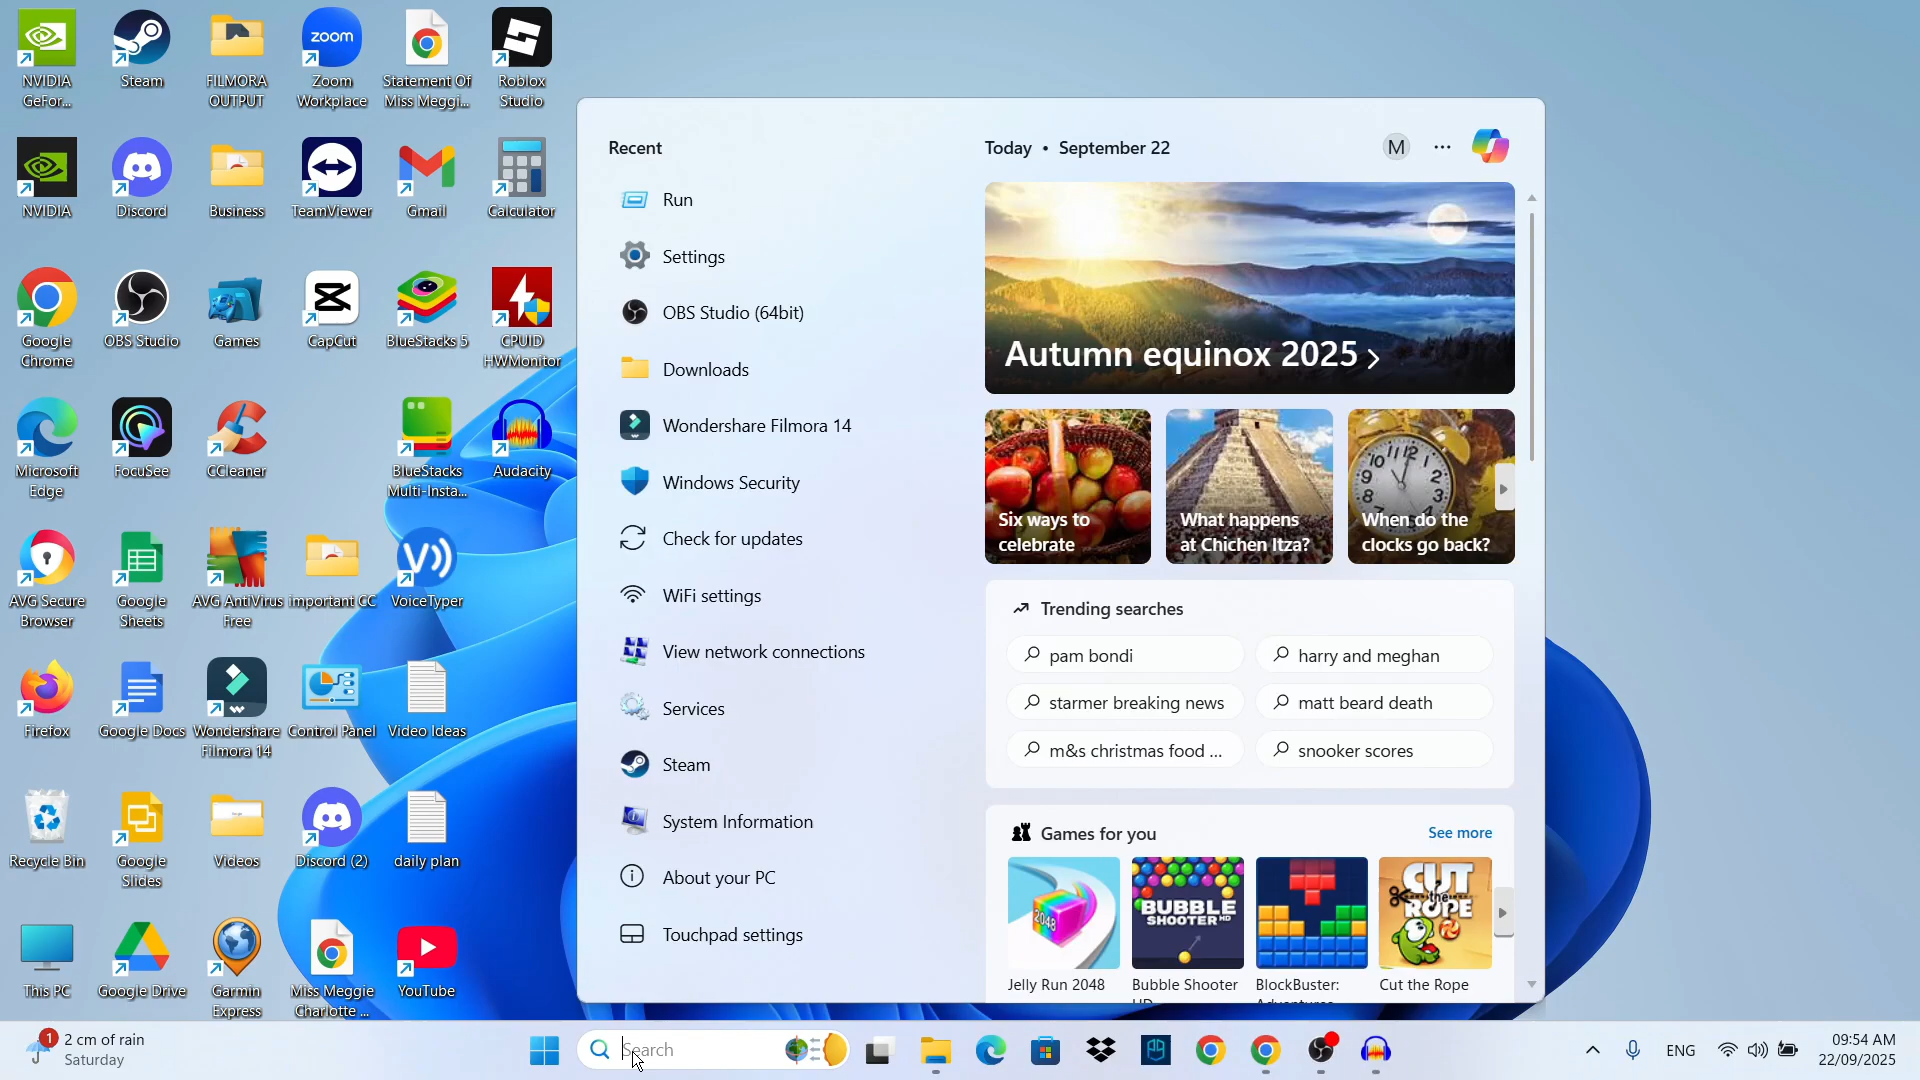 NVIDIA
GeFor...
Steam
FILMORA
OUTPUT
zoom
Zoom
Workplace
Statement Of
Miss Meggi...
Roblox
Studio
NVIDIA
Discord
Business
TeamViewer
Gmail
Calculator
Google
Chrome
OBS Studio
Games
CapCut
BlueStacks 5
CPUID
HWMonitor
Microsoft
Edge
FocuSee
CCleaner
BlueStacks
Multi-Insta...
Audacity
AVG Secure
Browser
Google
Sheets
AVG AntiVirus
Free
important CC
VoiceTyper
Firefox
Google Docs
Wondershare
Filmora 14
Control Panel
Video Ideas
Recycle Bin
Google
Slides
Videos
Discord (2)
daily plan
This PC
Google Drive
Garmin
Express
Miss Meggie
Charlotte ...
YouTube
Recent
Run
Settings
OBS Studio (64bit)
Downloads
Wondershare Filmora 14
Windows Security
Check for updates
WiFi settings
View network connections
Services
Steam
System Information
About your PC
Touchpad settings
Today • September 22
M
Autumn equinox 2025
Six ways to
celebrate
What happens
at Chichen Itza?
When do the
clocks go back?
Trending searches
pam bondi
harry and meghan
starmer breaking news
matt beard death
m&s christmas food ...
snooker scores
Games for you
See more
2048
BUBBLE
SHOOTER HD
CUT
the
ROPE
Jelly Run 2048
Bubble Shooter
HD
BlockBuster:
Adventures
Cut the Rope
1
2 cm of rain
Saturday
Search
ENG
09:54 AM
22/09/2025